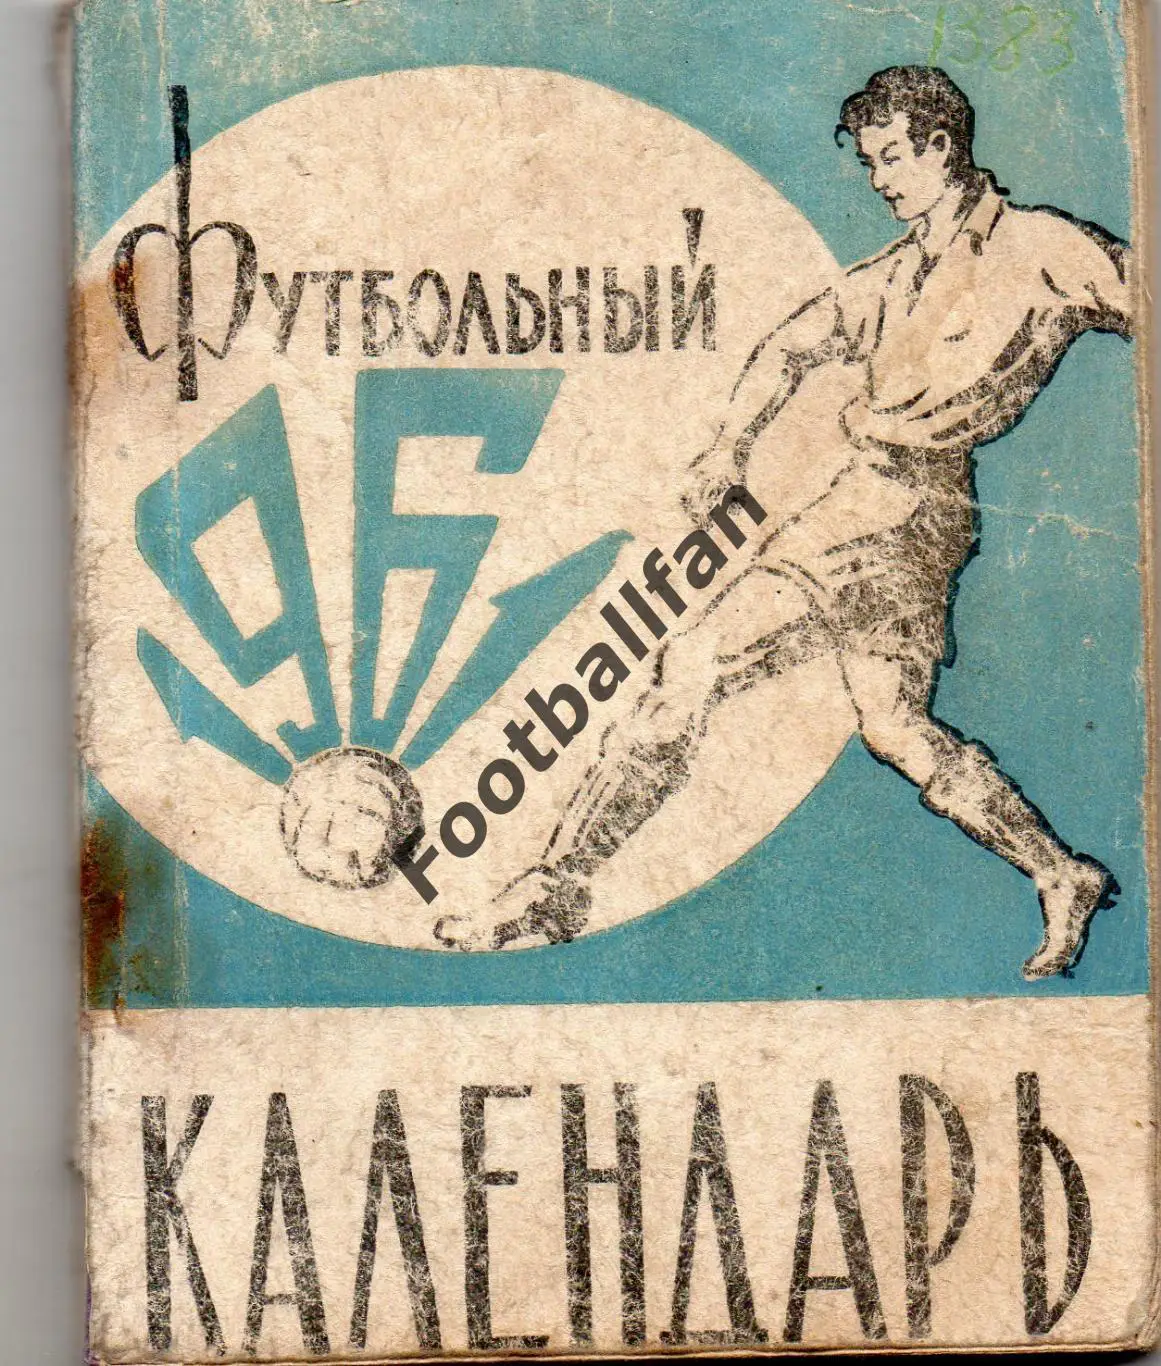 1383
Футбольный
1961
Footballfan
КАЛЕНДАРЬ